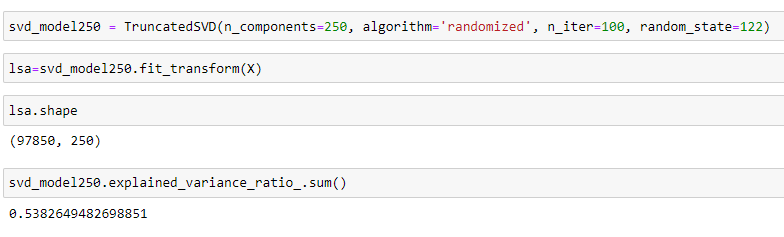 svd_model250 = TruncatedSVD(n_components=250, algorithm='randomized', n_iter=100, random_state=122)
lsa=svd_model250.fit_transform(X)
lsa.shape
(97850, 250)
svd_model250.explained_variance_ratio_.sum()
0.5382649482698851